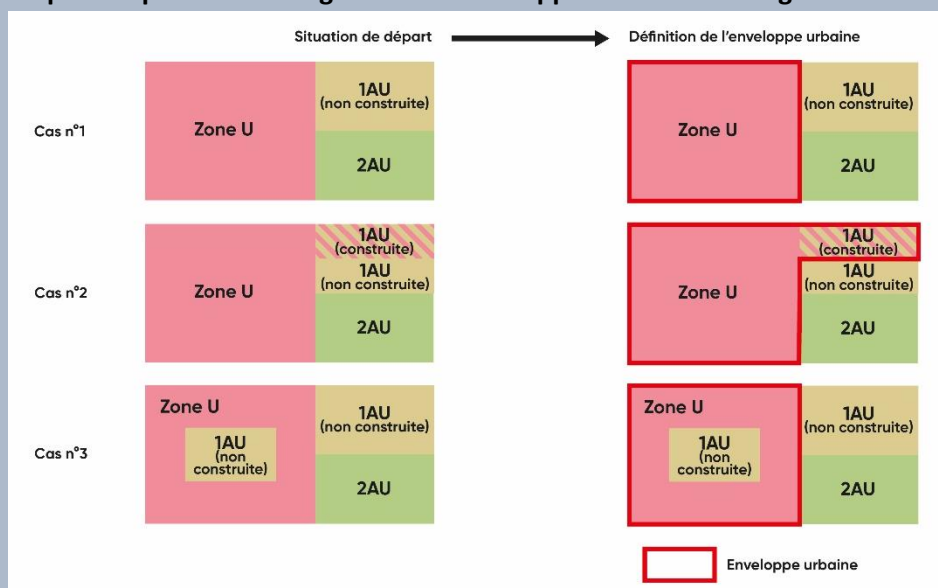 Situation de départ
Définition de l'enveloppe urbaine
Cas n°1
Zone U
1AU
(non construite)
2AU
Zone U
1AU
(non construite)
2AU
Cas n°2
Zone U
1AU
(construite)
1AU
(non construite)
2AU
Zone U
1AU
(construite)
1AU
(non construite)
2AU
Cas n°3
Zone U
1AU
(non
construite)
1AU
(non construite)
2AU
Zone U
1AU
(non
construite)
1AU
(non construite)
2AU
Enveloppe urbaine